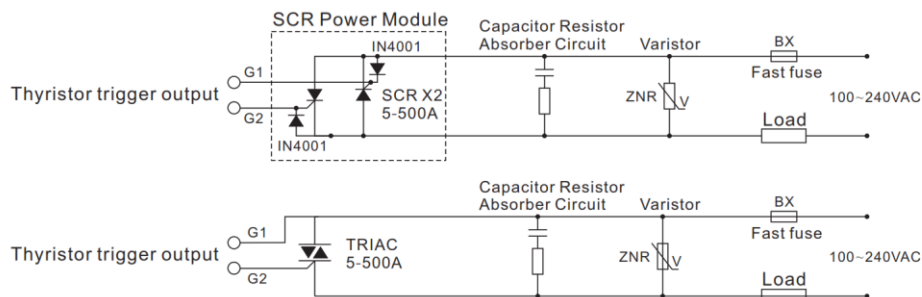 SCR Power Module
Capacitor Resistor
Absorber Circuit
Varistor
BX
Fast fuse
IN4001
G1
Thyristor trigger output
G2
SCR X2
5-500A
ZNR
V
100~240VAC
Load
IN4001
Capacitor Resistor
Absorber Circuit
Varistor
BX
Fast fuse
G1
Thyristor trigger output
G2
TRIAC
5-500A
ZNR
V
100~240VAC
Load